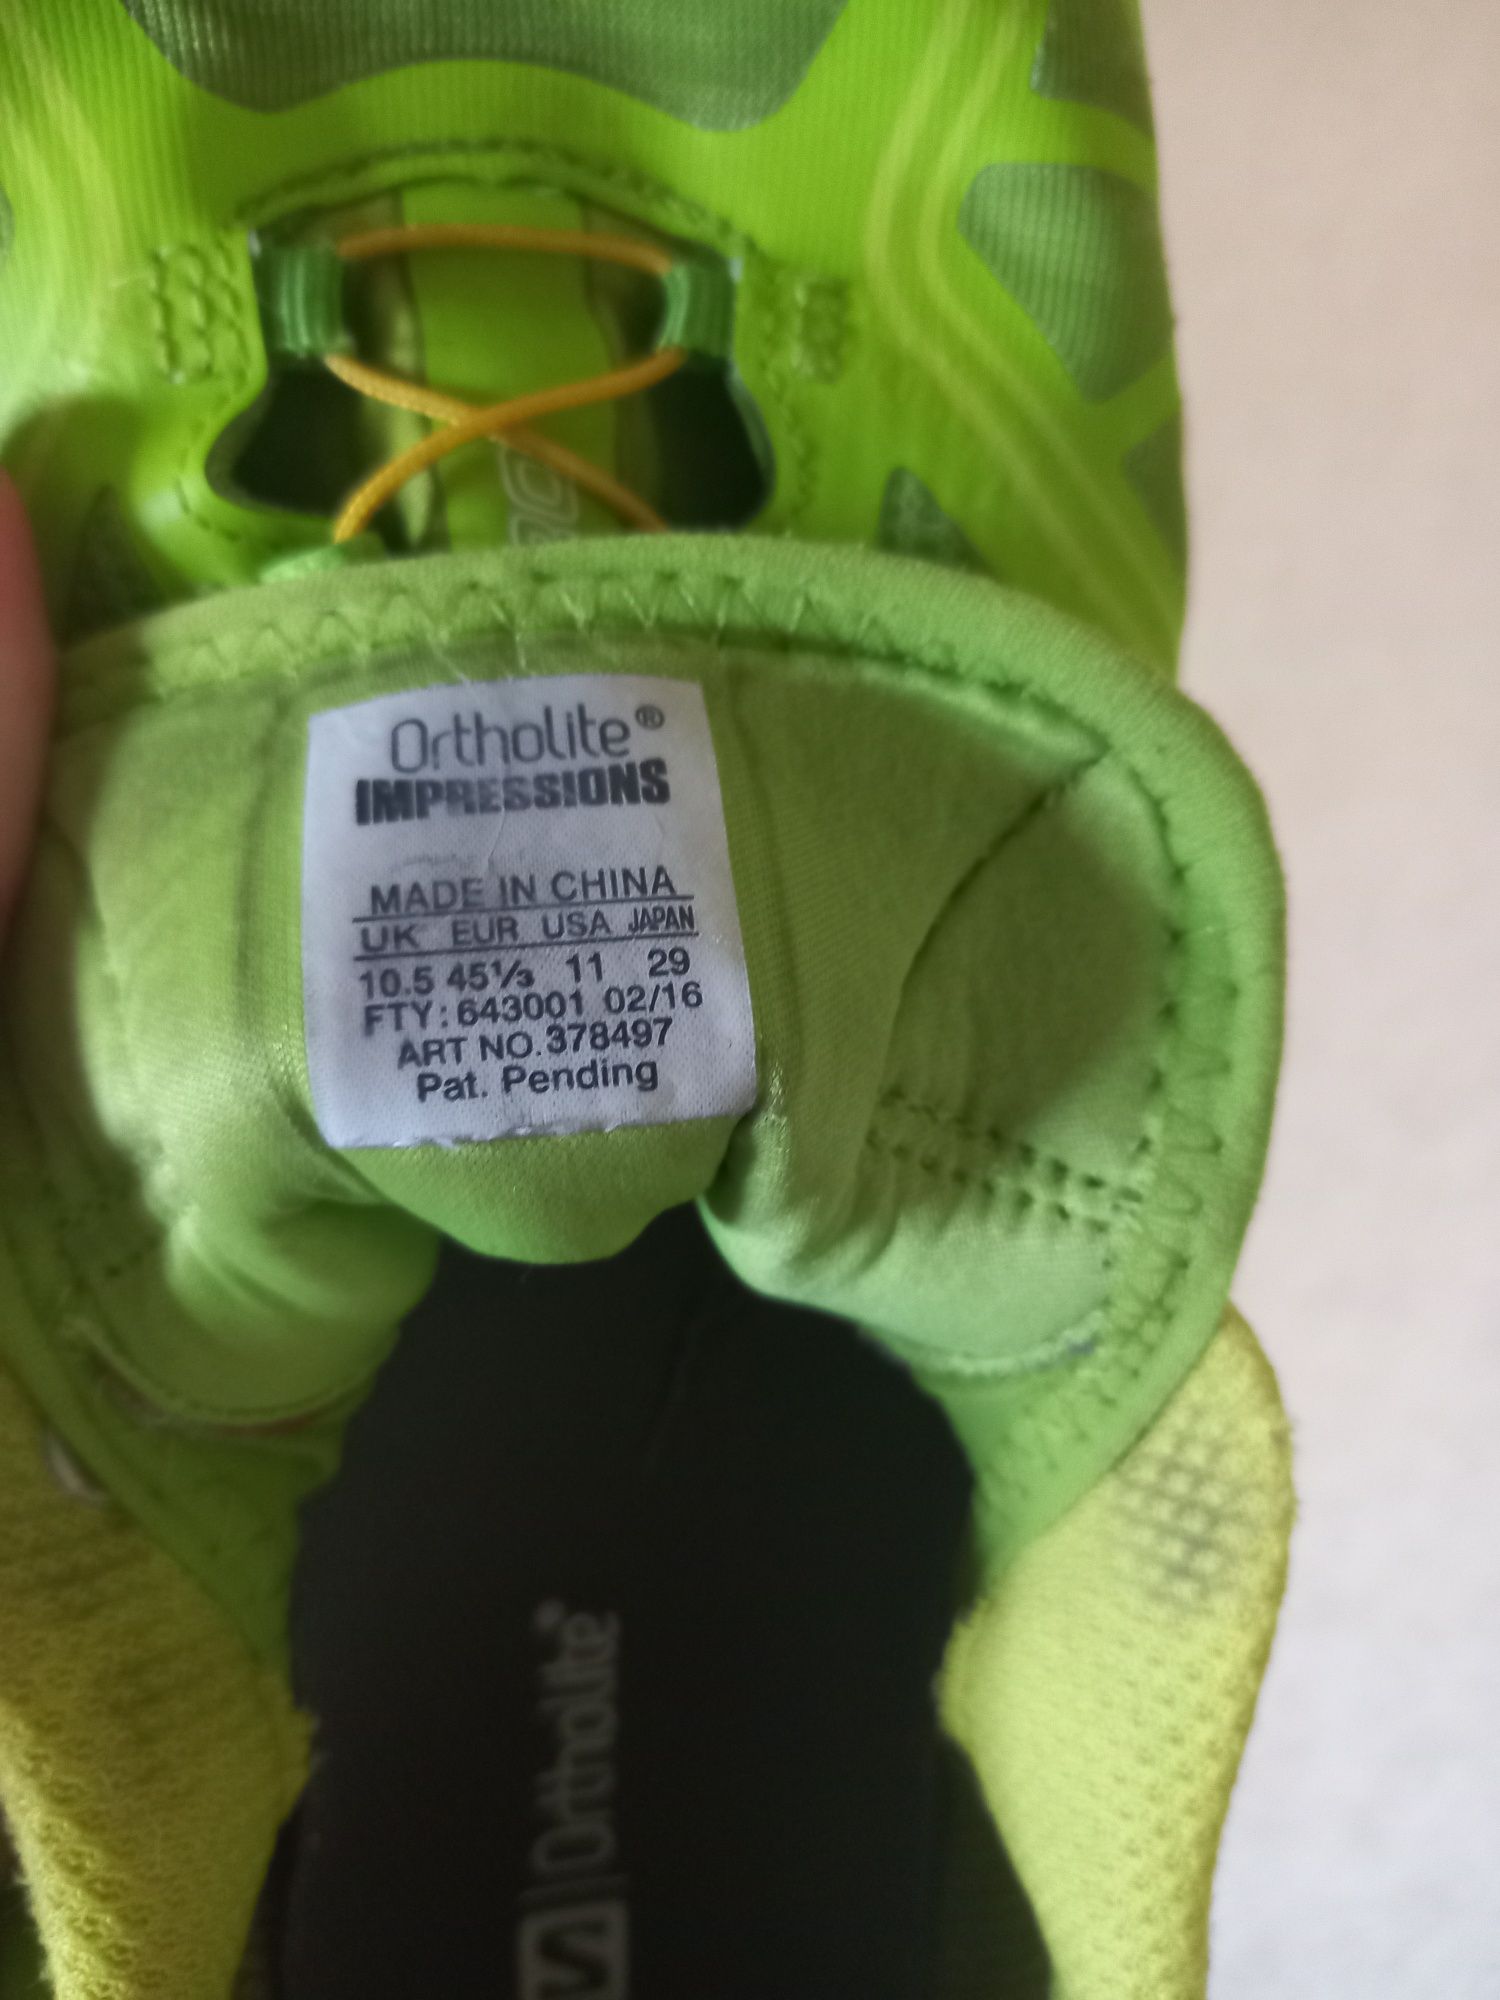 Ortholite®
IMPRESSIONS
MADE IN CHINA
UK EUR USA JAPAN
10.5 45⅓ 11 29
FTY: 643001 02/16
ART NO. 378497
Pat. Pending
Ortholite®